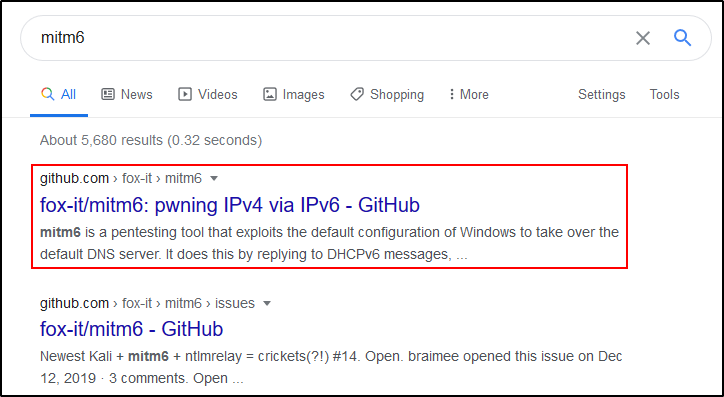 mitm6
All News Videos Images Shopping More Settings Tools
About 5,680 results (0.32 seconds)
github.com › fox-it › mitm6
fox-it/mitm6: pwning IPv4 via IPv6 - GitHub
mitm6 is a pentesting tool that exploits the default configuration of Windows to take over the
default DNS server. It does this by replying to DHCPv6 messages, ...
github.com › fox-it › mitm6 › issues
fox-it/mitm6 - GitHub
Newest Kali + mitm6 + ntlmrelay = crickets(?!) #14. Open. braimee opened this issue on Dec
12, 2019 · 3 comments. Open ...